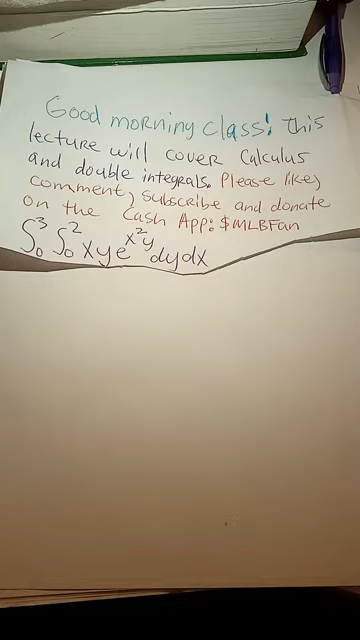 Good morning class! This
lecture will cover Calculus
and double integrals. Please like,
comment, subscribe and donate
on the Cash App: $MLBFan
∫₀³ ∫₀² xye^(x²y) dydx